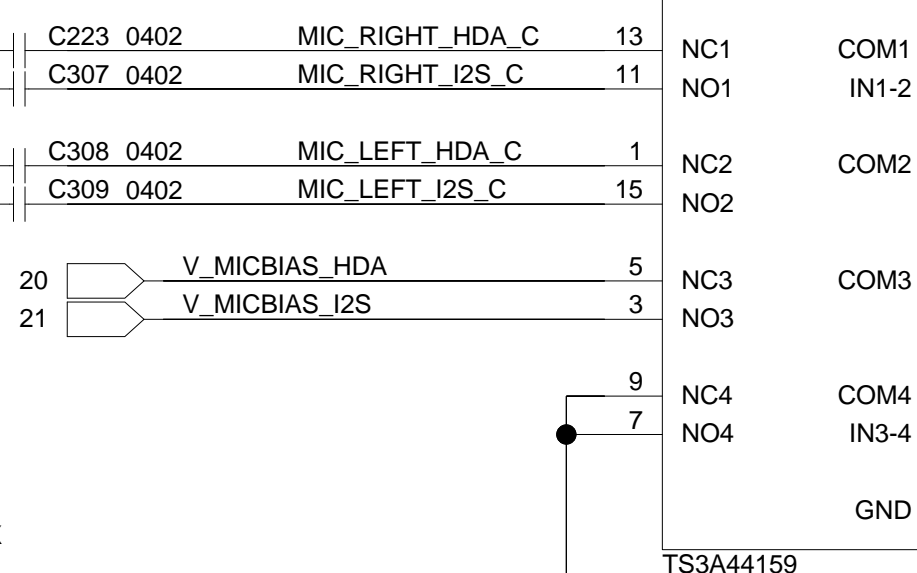 C223 0402 MIC_RIGHT_HDA_C 13 NC1 COM1
C307 0402 MIC_RIGHT_I2S_C 11 NO1 IN1-2
C308 0402 MIC_LEFT_HDA_C 1 NC2 COM2
C309 0402 MIC_LEFT_I2S_C 15 NO2
20 V_MICBIAS_HDA 5 NC3 COM3
21 V_MICBIAS_I2S 3 NO3
9 NC4 COM4
7 NO4 IN3-4
GND
TS3A44159